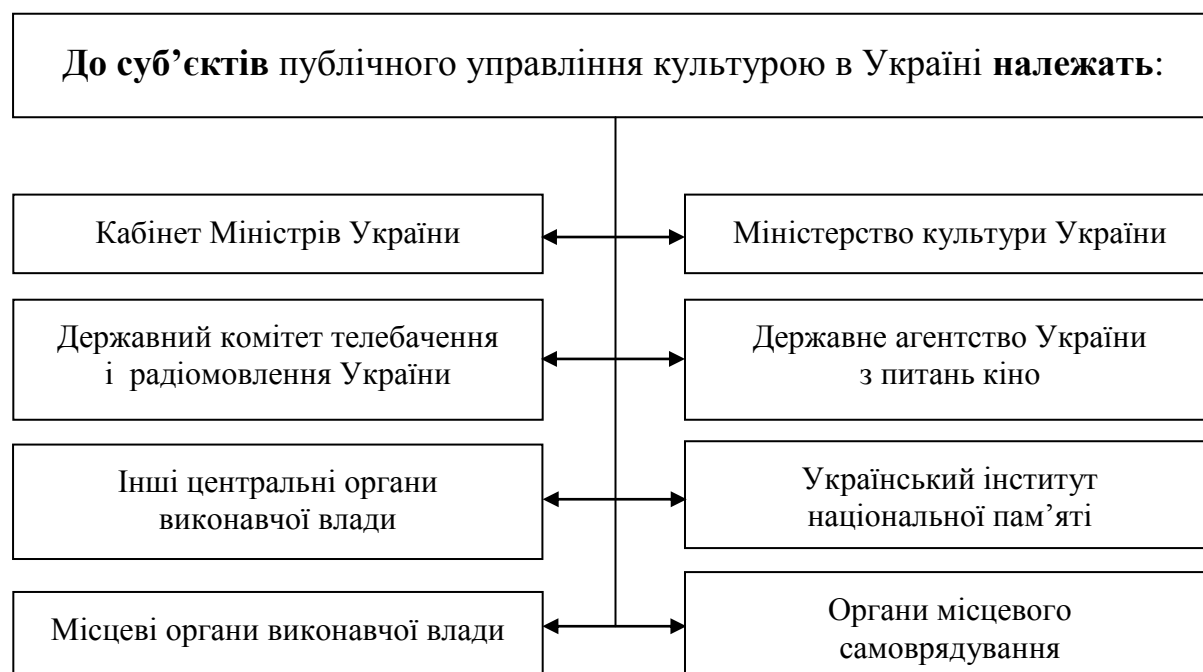 До суб’єктів публічного управління культурою в Україні належать:
Кабінет Міністрів України
Міністерство культури України
Державний комітет телебачення
і радіомовлення України
Державне агентство України
з питань кіно
Інші центральні органи
виконавчої влади
Український інститут
національної пам’яті
Місцеві органи виконавчої влади
Органи місцевого
самоврядування